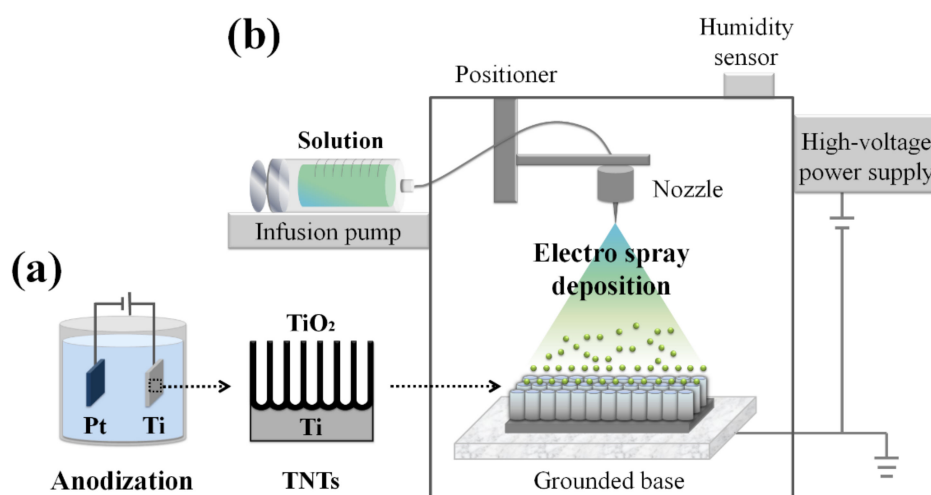 (b)
Humidity
sensor
Positioner
Solution
High-voltage
power supply
Nozzle
Infusion pump
Electro spray
deposition
(a)
TiO₂
Pt
Ti
Ti
Anodization
TNTs
Grounded base